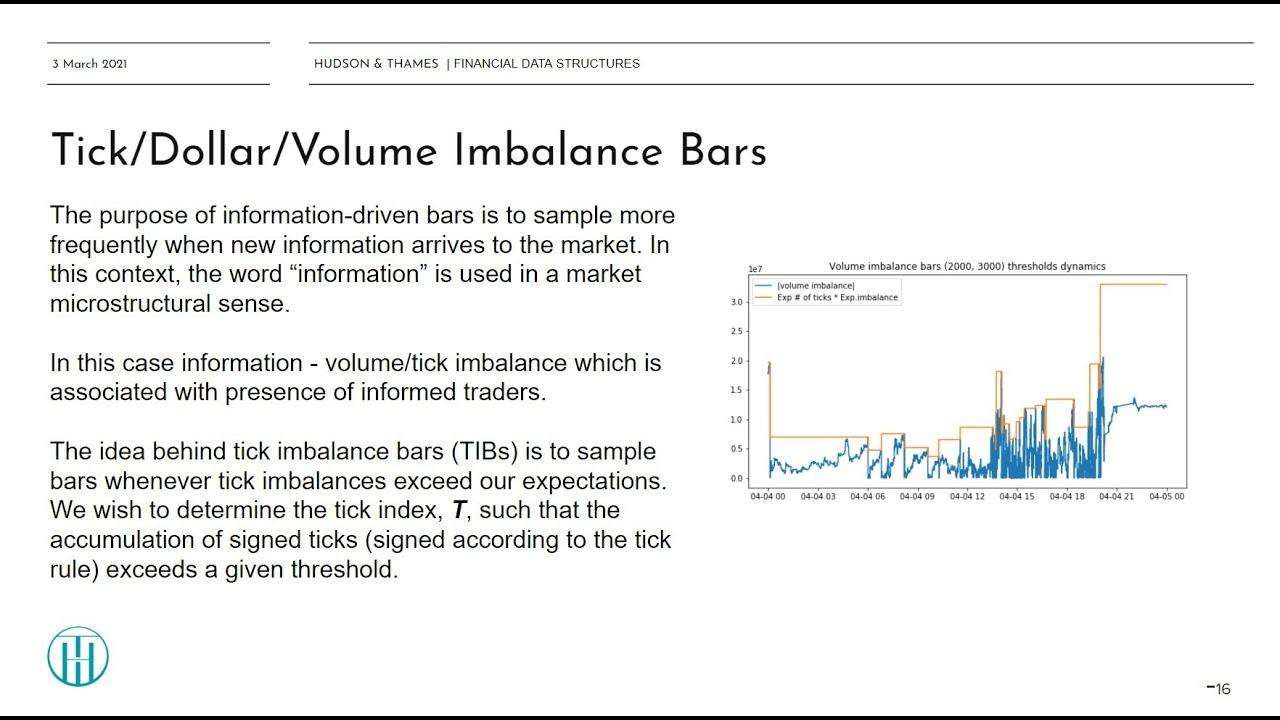 3 March 2021
HUDSON & THAMES | FINANCIAL DATA STRUCTURES
Tick/Dollar/Volume Imbalance Bars
The purpose of information-driven bars is to sample more
frequently when new information arrives to the market. In
this context, the word “information” is used in a market
microstructural sense.
In this case information - volume/tick imbalance which is
associated with presence of informed traders.
The idea behind tick imbalance bars (TIBs) is to sample
bars whenever tick imbalances exceed our expectations.
We wish to determine the tick index, T, such that the
accumulation of signed ticks (signed according to the tick
rule) exceeds a given threshold.
Volume imbalance bars (2000, 3000) thresholds dynamics
1e7
|volume imbalance|
Exp # of ticks * Exp.imbalance
3.0
2.5
2.0
1.5
1.0
0.5
0.0
04-04 00 04-04 03 04-04 06 04-04 09 04-04 12 04-04 15 04-04 18 04-04 21 04-05 00
-16